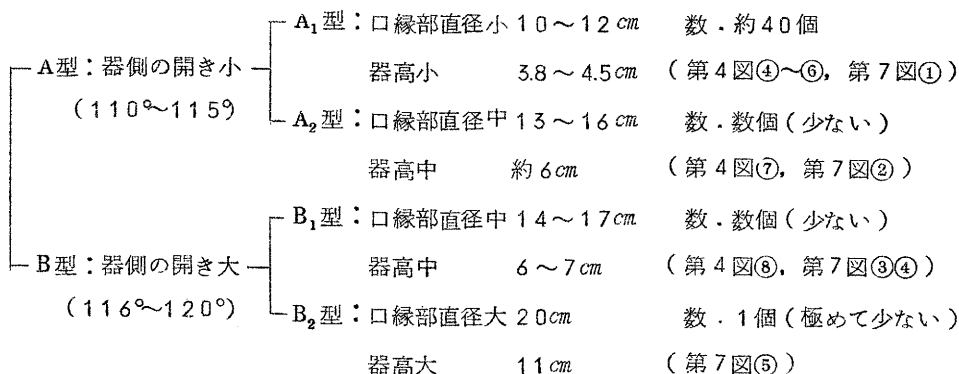 A₁型：口縁部直径小 10～12cm 数．約40個
A型：器側の開き小 器高小 3.8～4.5cm （第4図④～⑥，第7図①）
(110°～115°) A₂型：口縁部直径中 13～16cm 数．数個（少ない）
器高中 約6cm （第4図⑦，第7図②）
B₁型：口縁部直径中 14～17cm 数．数個（少ない）
B型：器側の開き大 器高中 6～7cm （第4図⑧，第7図③④）
(116°～120°) B₂型：口縁部直径大 20cm 数．1個（極めて少ない）
器高大 11cm （第7図⑤）